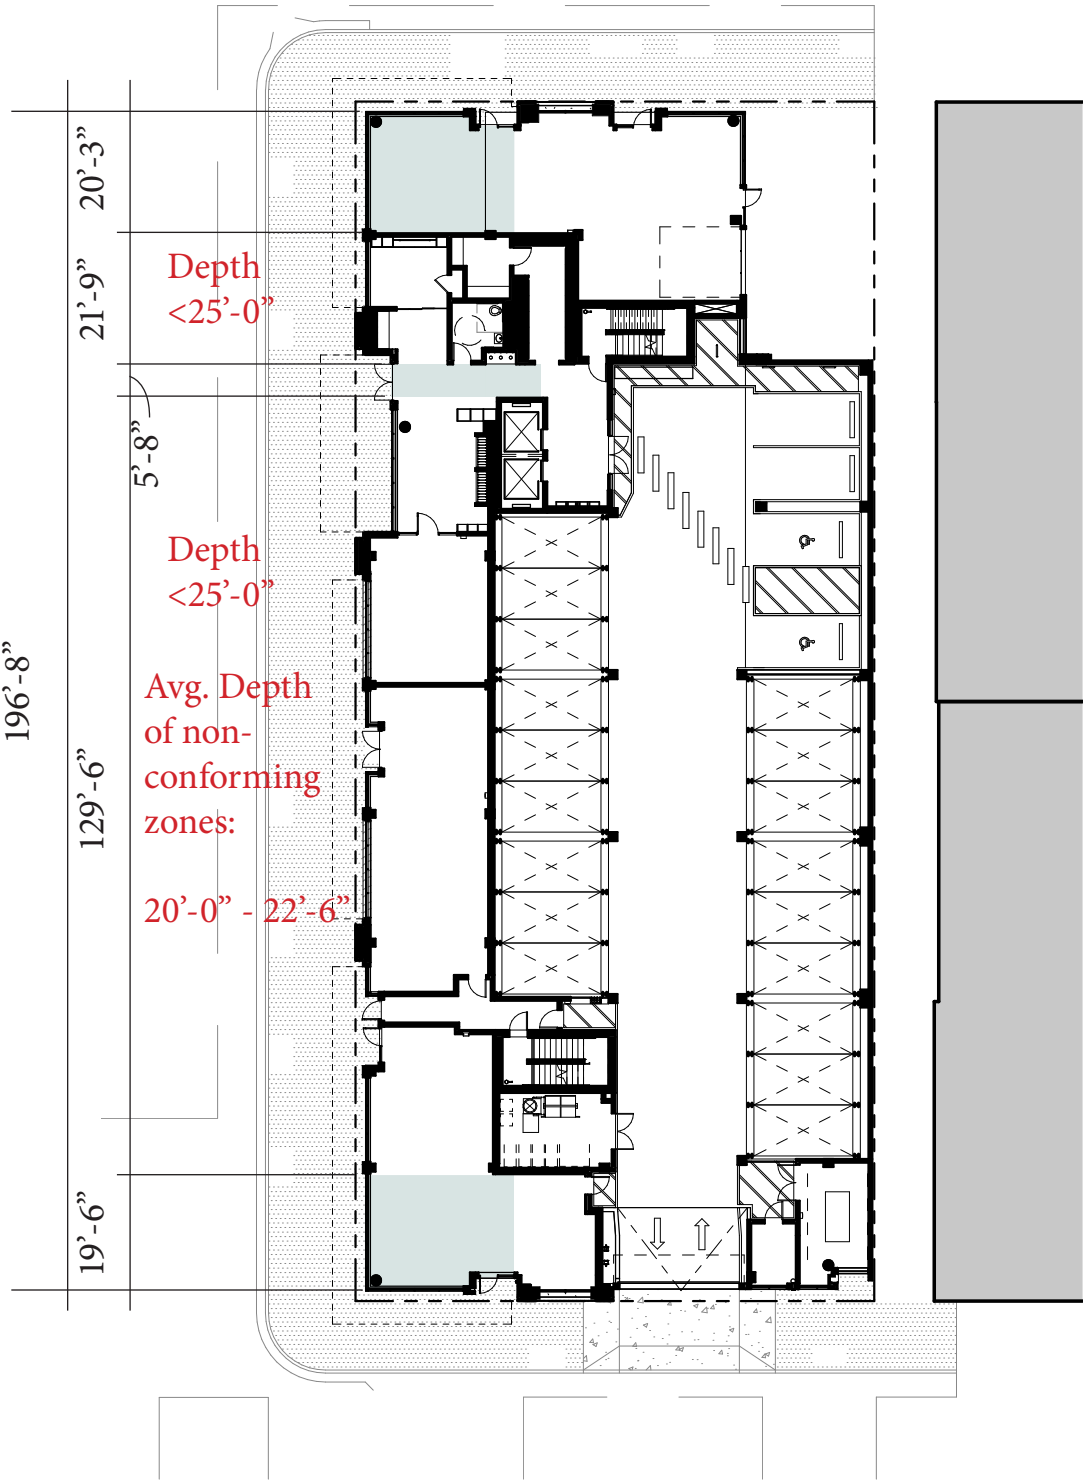 20’-3”
Depth
<25’-0”
21’-9”
5’-8”
Depth
<25’-0”
196’-8”
Avg. Depth
of non-
conforming
zones:
129’-6”
20’-0” - 22’-6”
19’-6”